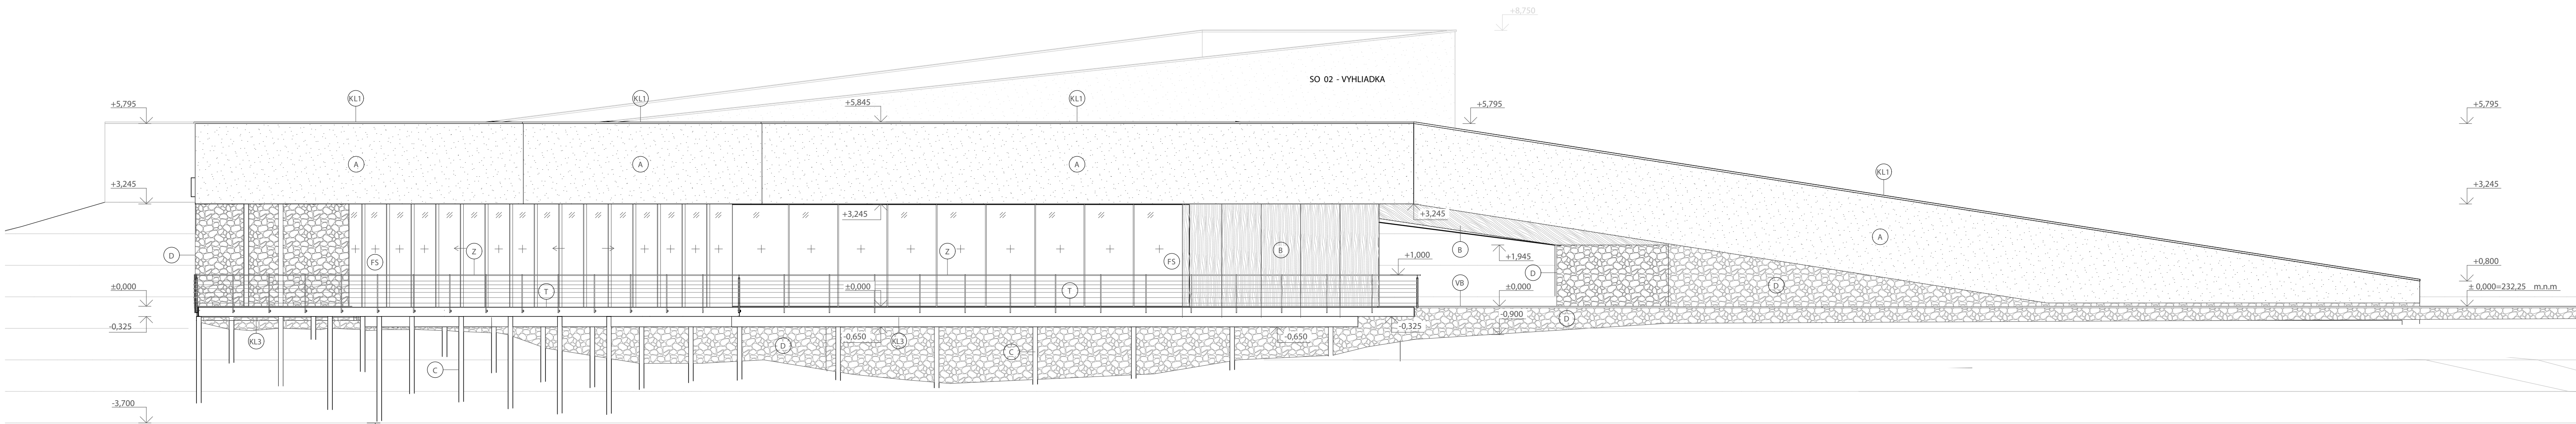 +8,750
SO 02 - VYHLIADKA
KL1
KL1
KL1
+5,795
+5,845
+5,795
+5,795
A
A
A
KL1
+3,245
+3,245
+3,245
+3,245
A
D
FS
Z
Z
FS
B
B
+1,000
+1,945
D
+0,800
±0,000
T
±0,000
T
VB
±0,000
D
± 0,000=232,25 m.n.m
-0,325
KL3
-0,650
D
KL3
C
-0,650
-0,325
-0,900
D
C
-3,700